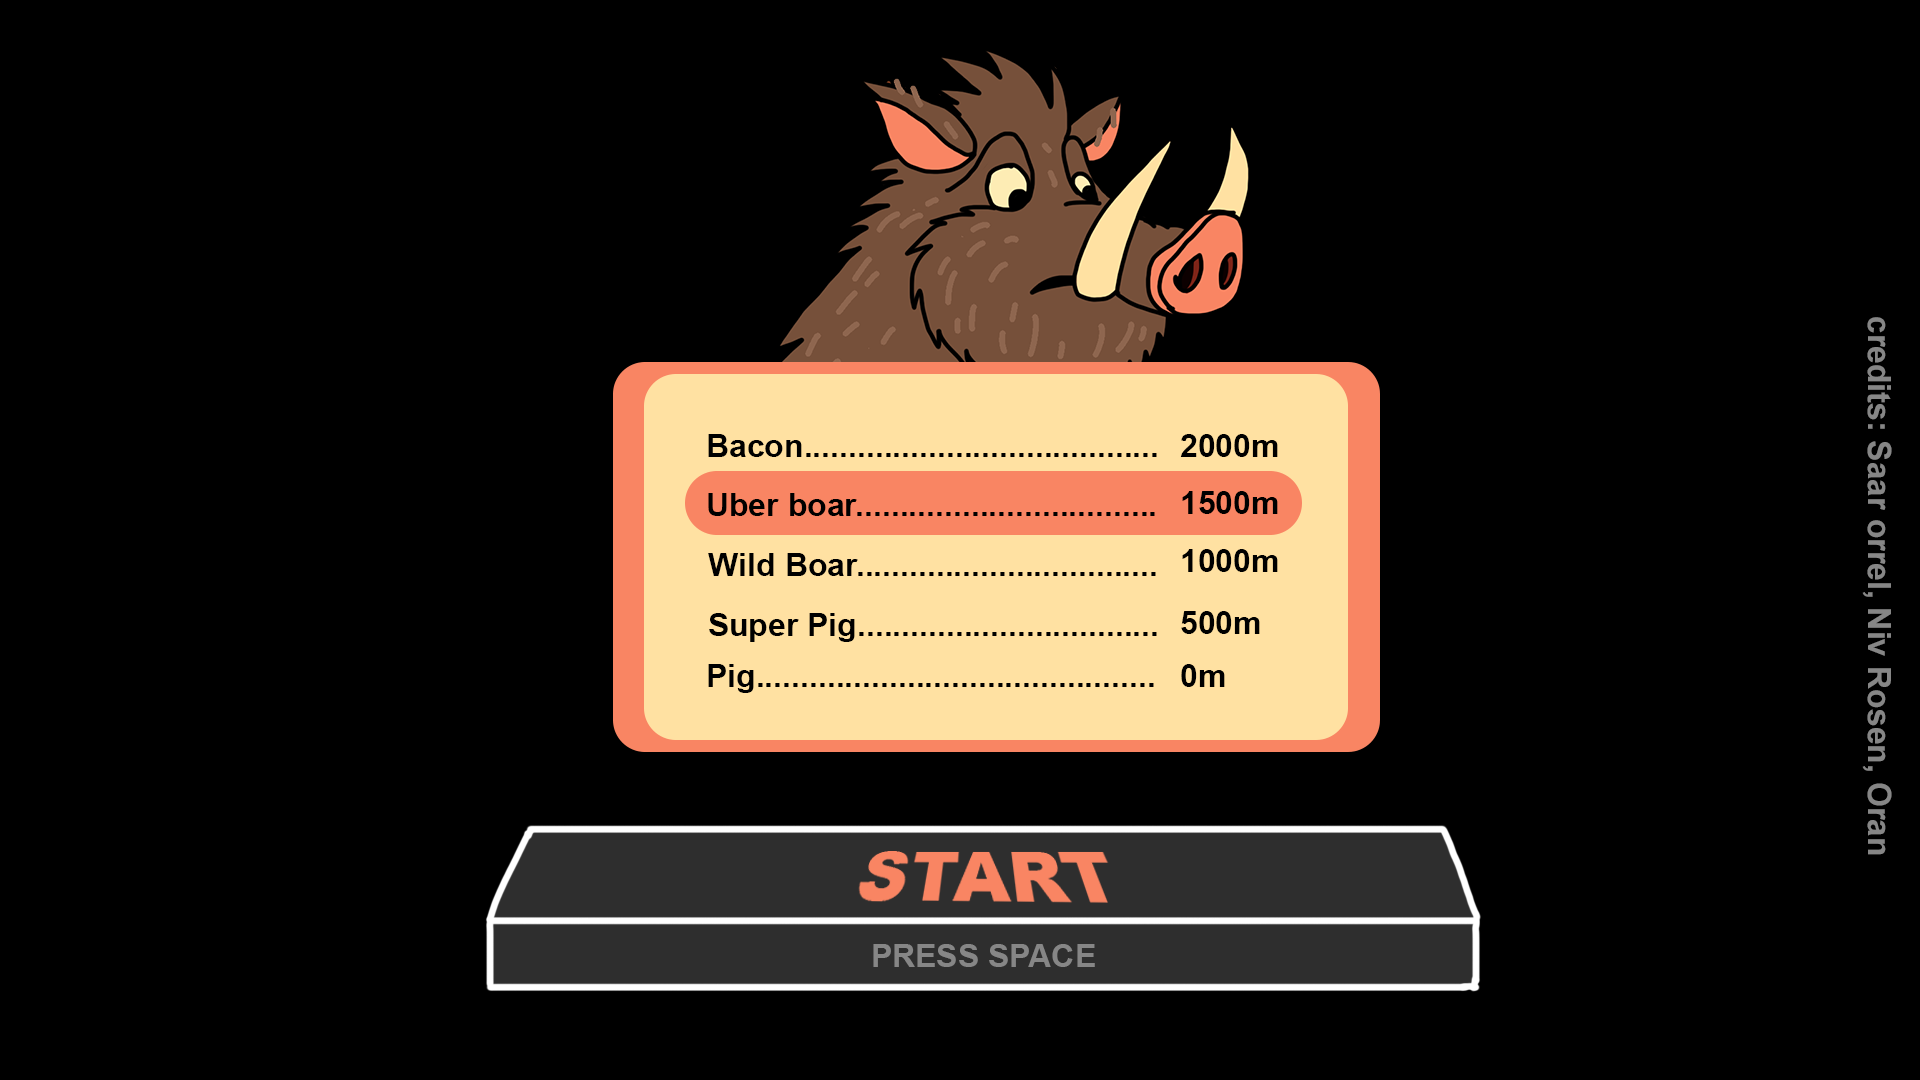 Bacon........................................ 2000m
Uber boar.................................. 1500m
Wild Boar.................................. 1000m
Super Pig.................................. 500m
Pig............................................. 0m
START
PRESS SPACE
credits: Saar orrel, Niv Rosen, Oran